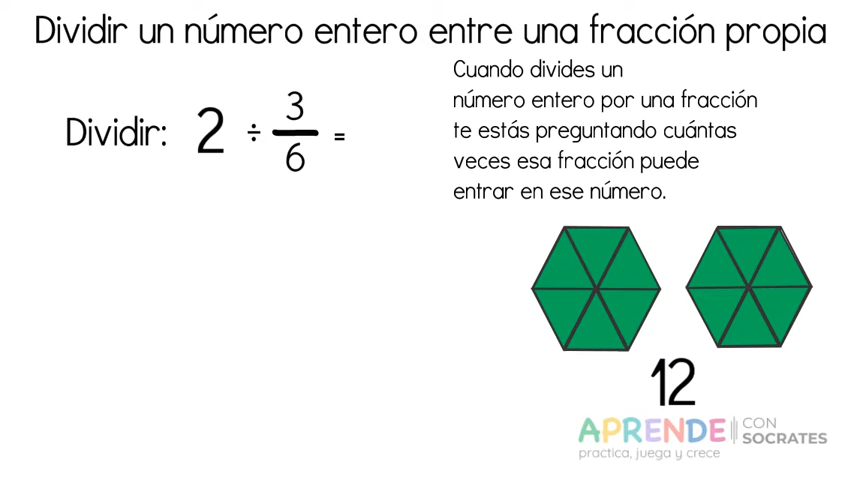 Dividir un número entero entre una fracción propia
Dividir: 2 ÷ 3/6 =
Cuando divides un
número entero por una fracción
te estás preguntando cuántas
veces esa fracción puede
entrar en ese número.
12
APRENDE CON SOCRATES
practica, juega y crece